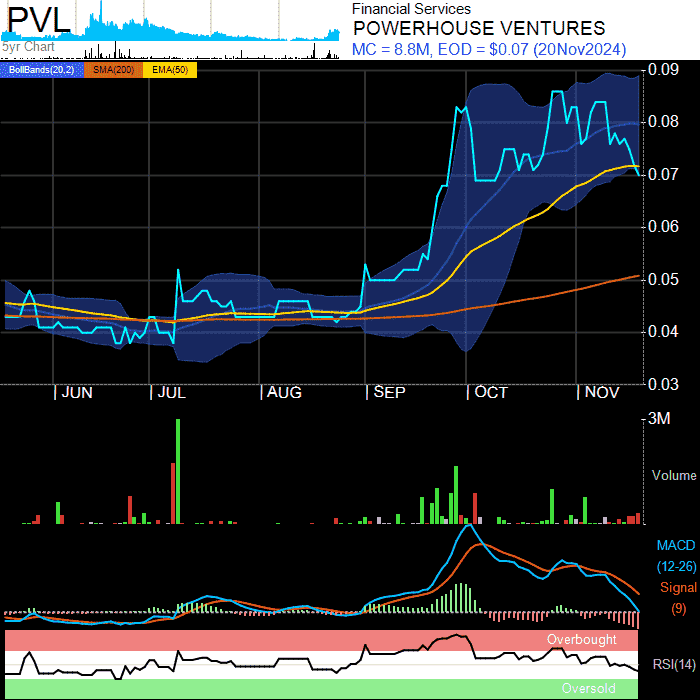 PVL
5yr Chart
Financial Services
POWERHOUSE VENTURES
MC = 8.8M, EOD = $0.07 (20Nov2024)
BollBands(20,2) SMA(200) EMA(50)
0.09
0.08
0.07
0.06
0.05
0.04
0.03
JUN JUL AUG SEP OCT NOV
3M
Volume
MACD
(12-26)
Signal
(9)
Overbought
RSI(14)
Oversold